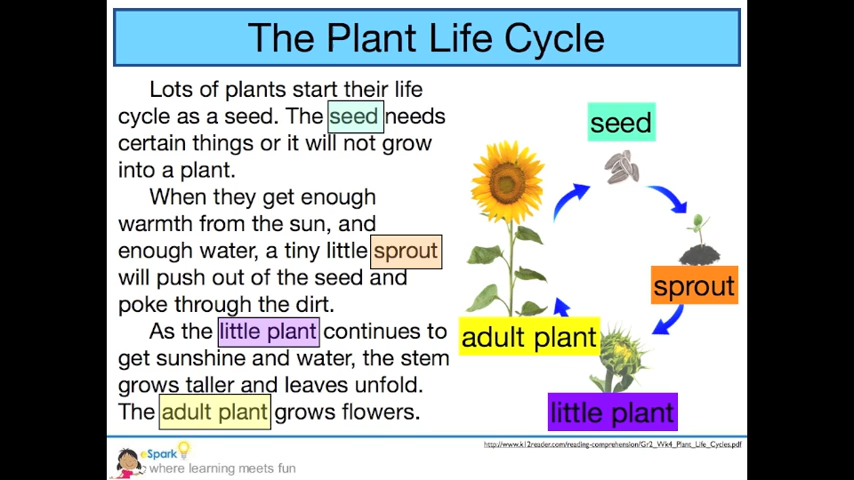 The Plant Life Cycle
Lots of plants start their life
cycle as a seed. The seed needs
certain things or it will not grow
into a plant.
When they get enough
warmth from the sun, and
enough water, a tiny little sprout
will push out of the seed and
poke through the dirt.
As the little plant continues to
get sunshine and water, the stem
grows taller and leaves unfold.
The adult plant grows flowers.
seed
sprout
adult plant
little plant
http://www.k12reader.com/reading-comprehension/Gr2_Wk4_Plant_Life_Cycles.pdf
eSpark
where learning meets fun